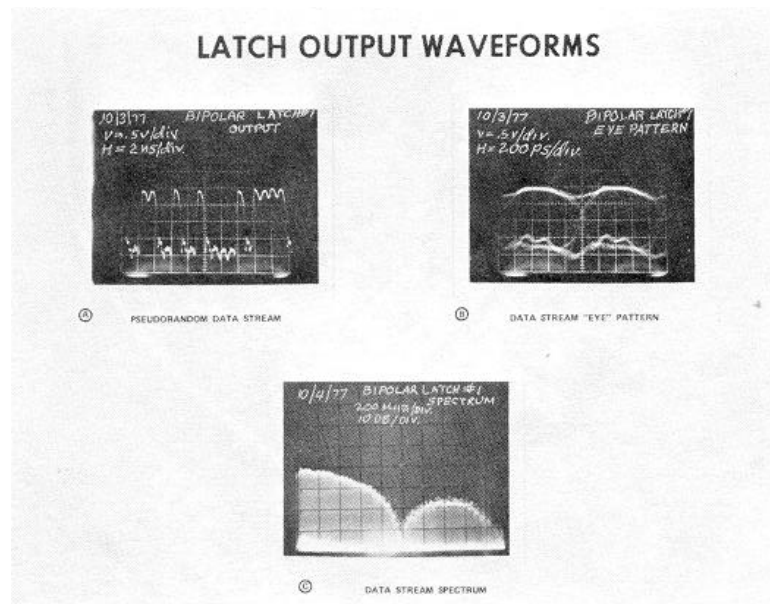 LATCH OUTPUT WAVEFORMS
10/3/77 BIPOLAR LATCH#1
OUTPUT
V=.5V/div
H=2ns/div.
10/3/77 BIPOLAR LATCH#1
EYE PATTERN
V=.5V/div.
H=200PS/div.
Ⓐ PSEUDORANDOM DATA STREAM
Ⓑ DATA STREAM "EYE" PATTERN
10/4/77 BIPOLAR LATCH #1
SPECTRUM
200 MHz/DIV.
10 DB/DIV.
Ⓒ DATA STREAM SPECTRUM